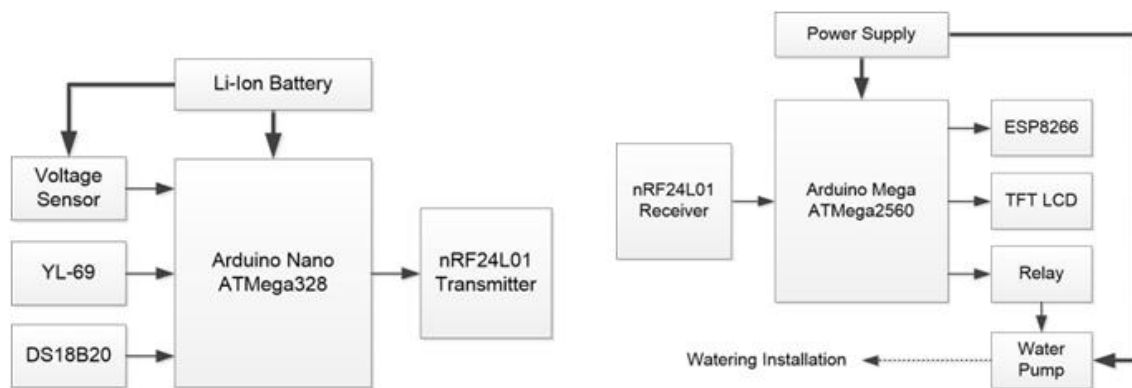 Li-Ion Battery
Voltage
Sensor
YL-69
DS18B20
Arduino Nano
ATMega328
nRF24L01
Transmitter
Power Supply
nRF24L01
Receiver
Arduino Mega
ATMega2560
ESP8266
TFT LCD
Relay
Water
Pump
Watering Installation